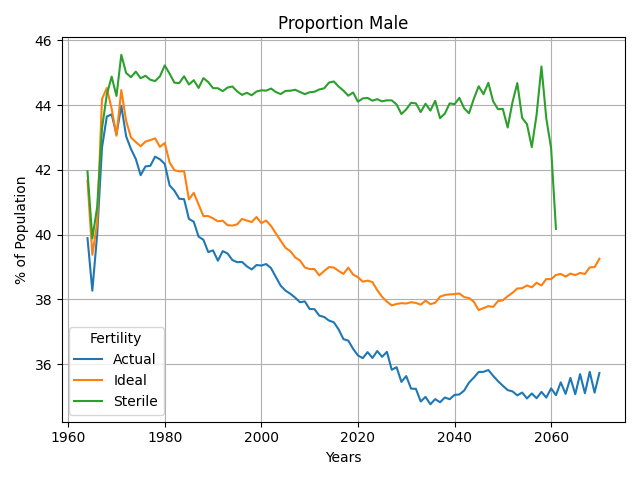 Proportion Male
46
44
42
40
38
36
% of Population
Fertility
Actual
Ideal
Sterile
1960
1980
2000
2020
2040
2060
Years